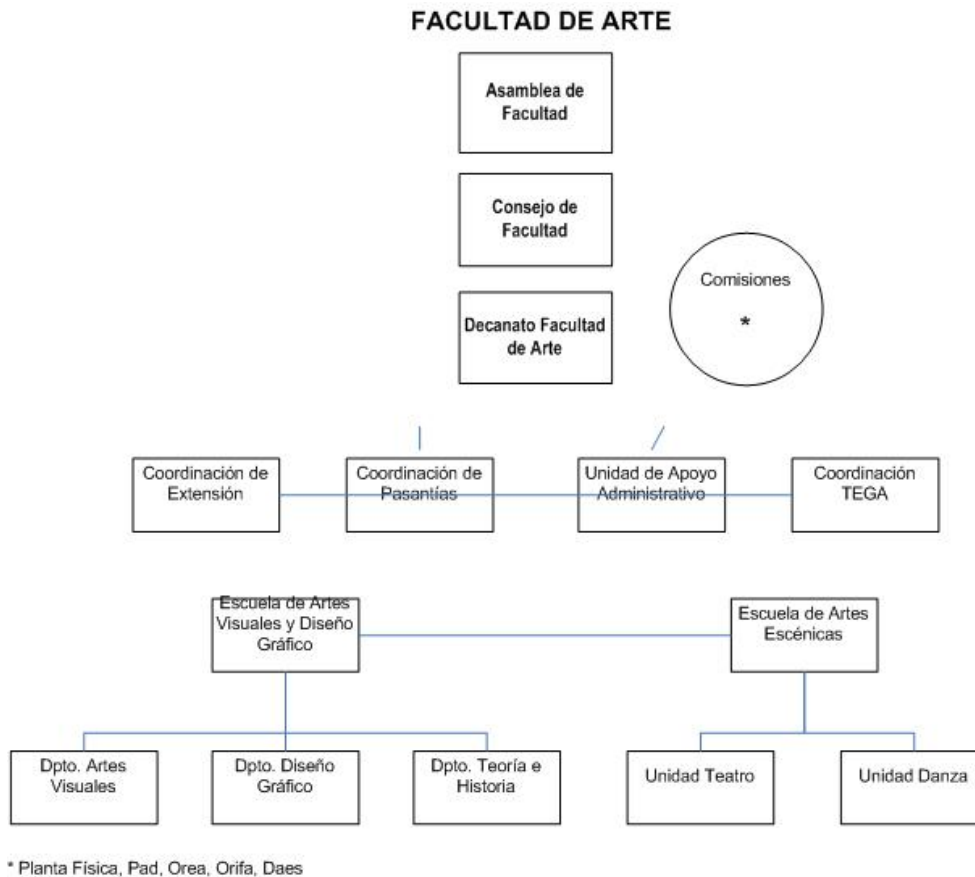 FACULTAD DE ARTE
Asamblea de
Facultad
Consejo de
Facultad
Comisiones
*
Decanato Facultad
de Arte
Coordinación de
Extensión
Coordinación de
Pasantías
Unidad de Apoyo
Administrativo
Coordinación
TEGA
Escuela de Artes
Visuales y Diseño
Gráfico
Escuela de Artes
Escénicas
Dpto. Artes
Visuales
Dpto. Diseño
Gráfico
Dpto. Teoría e
Historia
Unidad Teatro
Unidad Danza
* Planta Física, Pad, Orea, Orifa, Daes